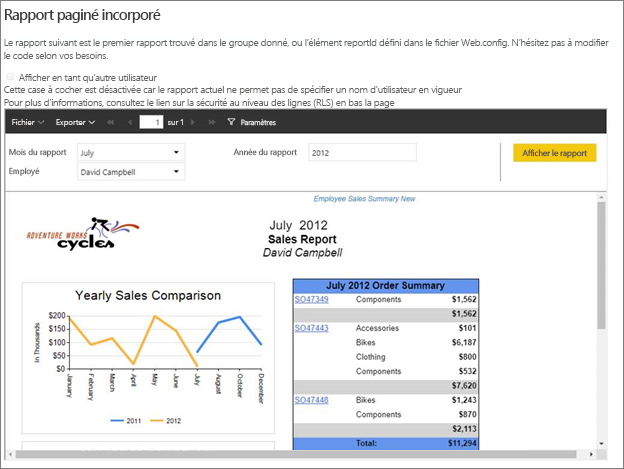 Rapport paginé incorporé
Le rapport suivant est le premier rapport trouvé dans le groupe donné, ou l'élément reportId défini dans le fichier Web.config. N'hésitez pas à modifier
le code selon vos besoins.
Afficher en tant qu'autre utilisateur
Cette case à cocher est désactivée car le rapport actuel ne permet pas de spécifier un nom d'utilisateur en vigueur
Pour plus d'informations, consultez le lien sur la sécurité au niveau des lignes (RLS) en bas la page
Fichier Exporter 1 sur 1 Paramètres
Mois du rapport July Année du rapport 2012 Afficher le rapport
Employé David Campbell
Employee Sales Summary New
ADVENTURE WORKS
cycles
July 2012
Sales Report
David Campbell
Yearly Sales Comparison
In Thousands
$200
$150
$100
$50
$0
January
February
March
April
May
June
July
August
October
December
2011 2012
July 2012 Order Summary
SO47349 Components $1,562
$1,562
SO47443 Accessories $101
Bikes $6,187
Clothing $800
Components $532
$7,620
SO47448 Bikes $1,243
Components $870
$2,113
Total: $11,294